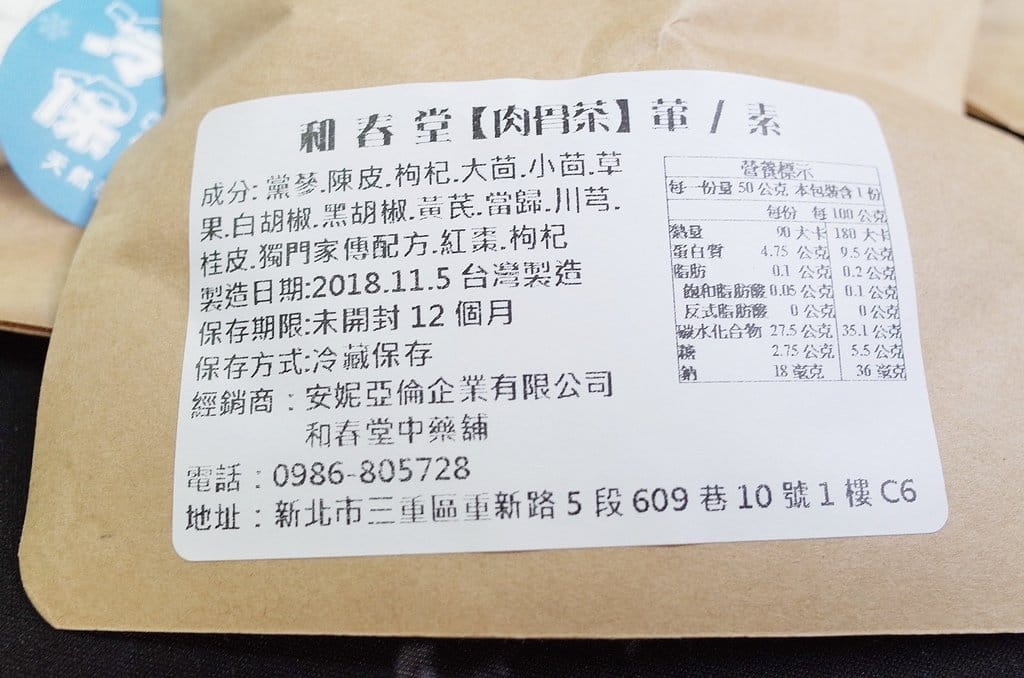 保
天然
和春堂【肉骨茶】葷 / 素
成分: 黨蔘.陳皮.枸杞.大茴.小茴.草
果.白胡椒.黑胡椒.黃芪.當歸.川芎.
桂皮.獨門家傳配方.紅棗.枸杞
製造日期:2018.11.5 台灣製造
保存期限:未開封 12 個月
保存方式:冷藏保存
經銷商：安妮亞倫企業有限公司
和春堂中藥舖
電話：0986-805728
地址：新北市三重區重新路 5 段 609 巷 10 號 1 樓 C6
營養標示
每一份量 50 公克 本包裝含 1 份
每份 每 100 公克
熱量 90 大卡 180 大卡
蛋白質 4.75 公克 9.5 公克
脂肪 0.1 公克 0.2 公克
飽和脂肪酸 0.05 公克 0.1 公克
反式脂肪酸 0 公克 0 公克
碳水化合物 27.5 公克 35.1 公克
糖 2.75 公克 5.5 公克
鈉 18 毫克 36 毫克